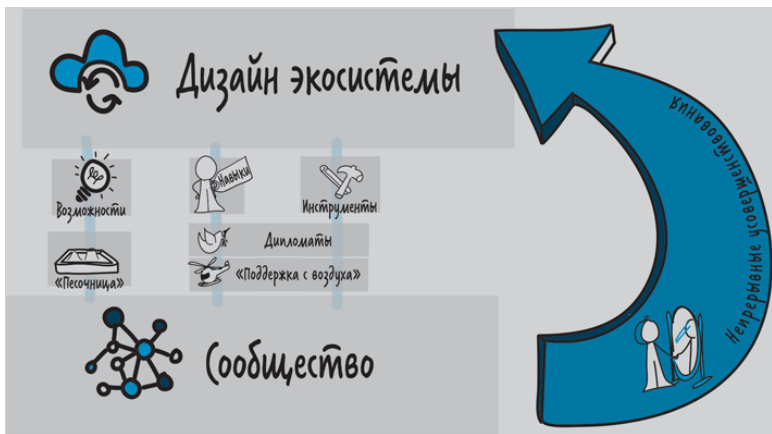 Дизайн экосистемы
Возможности
Навыки
Инструменты
«Песочница»
Дипломаты
«Поддержка с воздуха»
Сообщество
Непрерывные усовершенствования